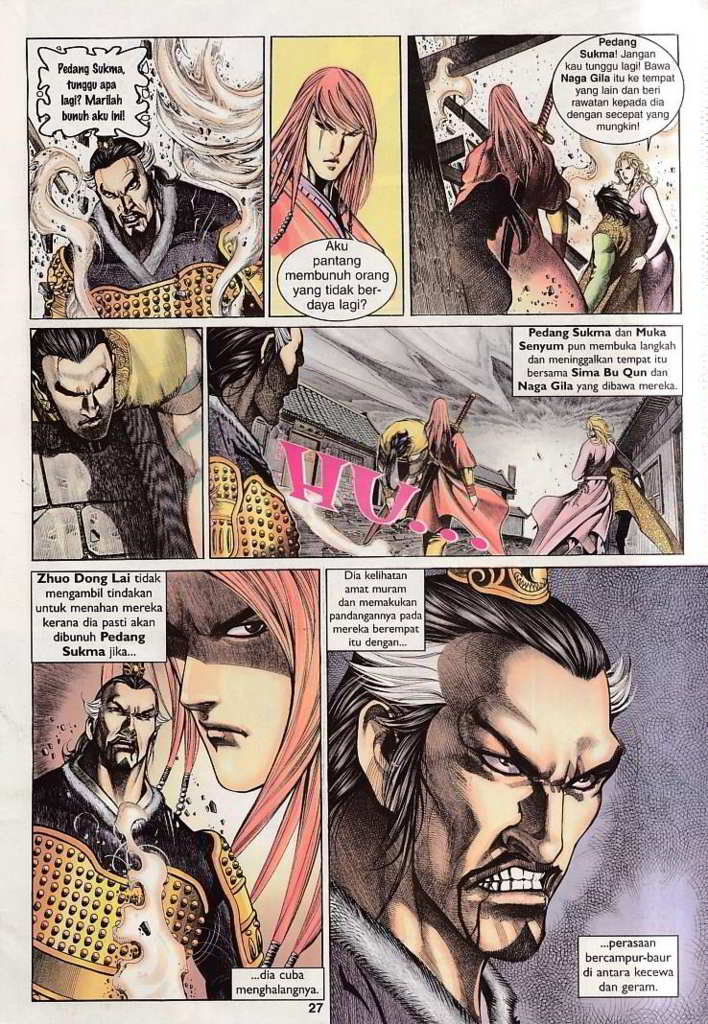 Pedang Sukma,
tunggu apa
lagi? Marilah
bunuh aku ini!
Aku
pantang
membunuh orang
yang tidak ber-
daya lagi?
Pedang
Sukma! Jangan
kau tunggu lagi! Bawa
Naga Gila itu ke tempat
yang lain dan beri
rawatan kepada dia
dengan secepat yang
mungkin!
Pedang Sukma dan Muka
Senyum pun membuka langkah
dan meninggalkan tempat itu
bersama Sima Bu Qun dan
Naga Gila yang dibawa mereka.
HU...
Zhuo Dong Lai tidak
mengambil tindakan
untuk menahan mereka
kerana dia pasti akan
dibunuh Pedang
Sukma jika...
...dia cuba
menghalangnya.
Dia kelihatan
amat muram
dan memakukan
pandangannya pada
mereka berempat
itu dengan...
...perasaan
bercampur-baur
di antara kecewa
dan geram.
27